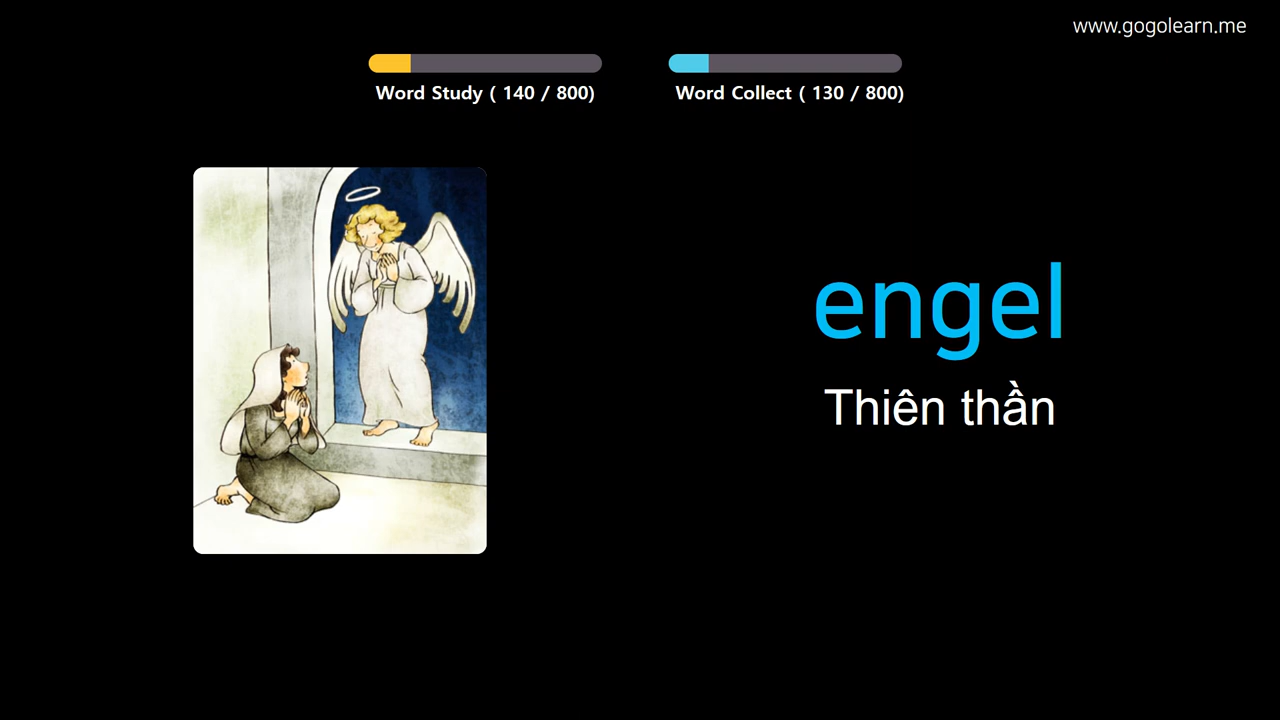 www.gogolearn.me
Word Study ( 140 / 800)
Word Collect ( 130 / 800)
engel
Thiên thần